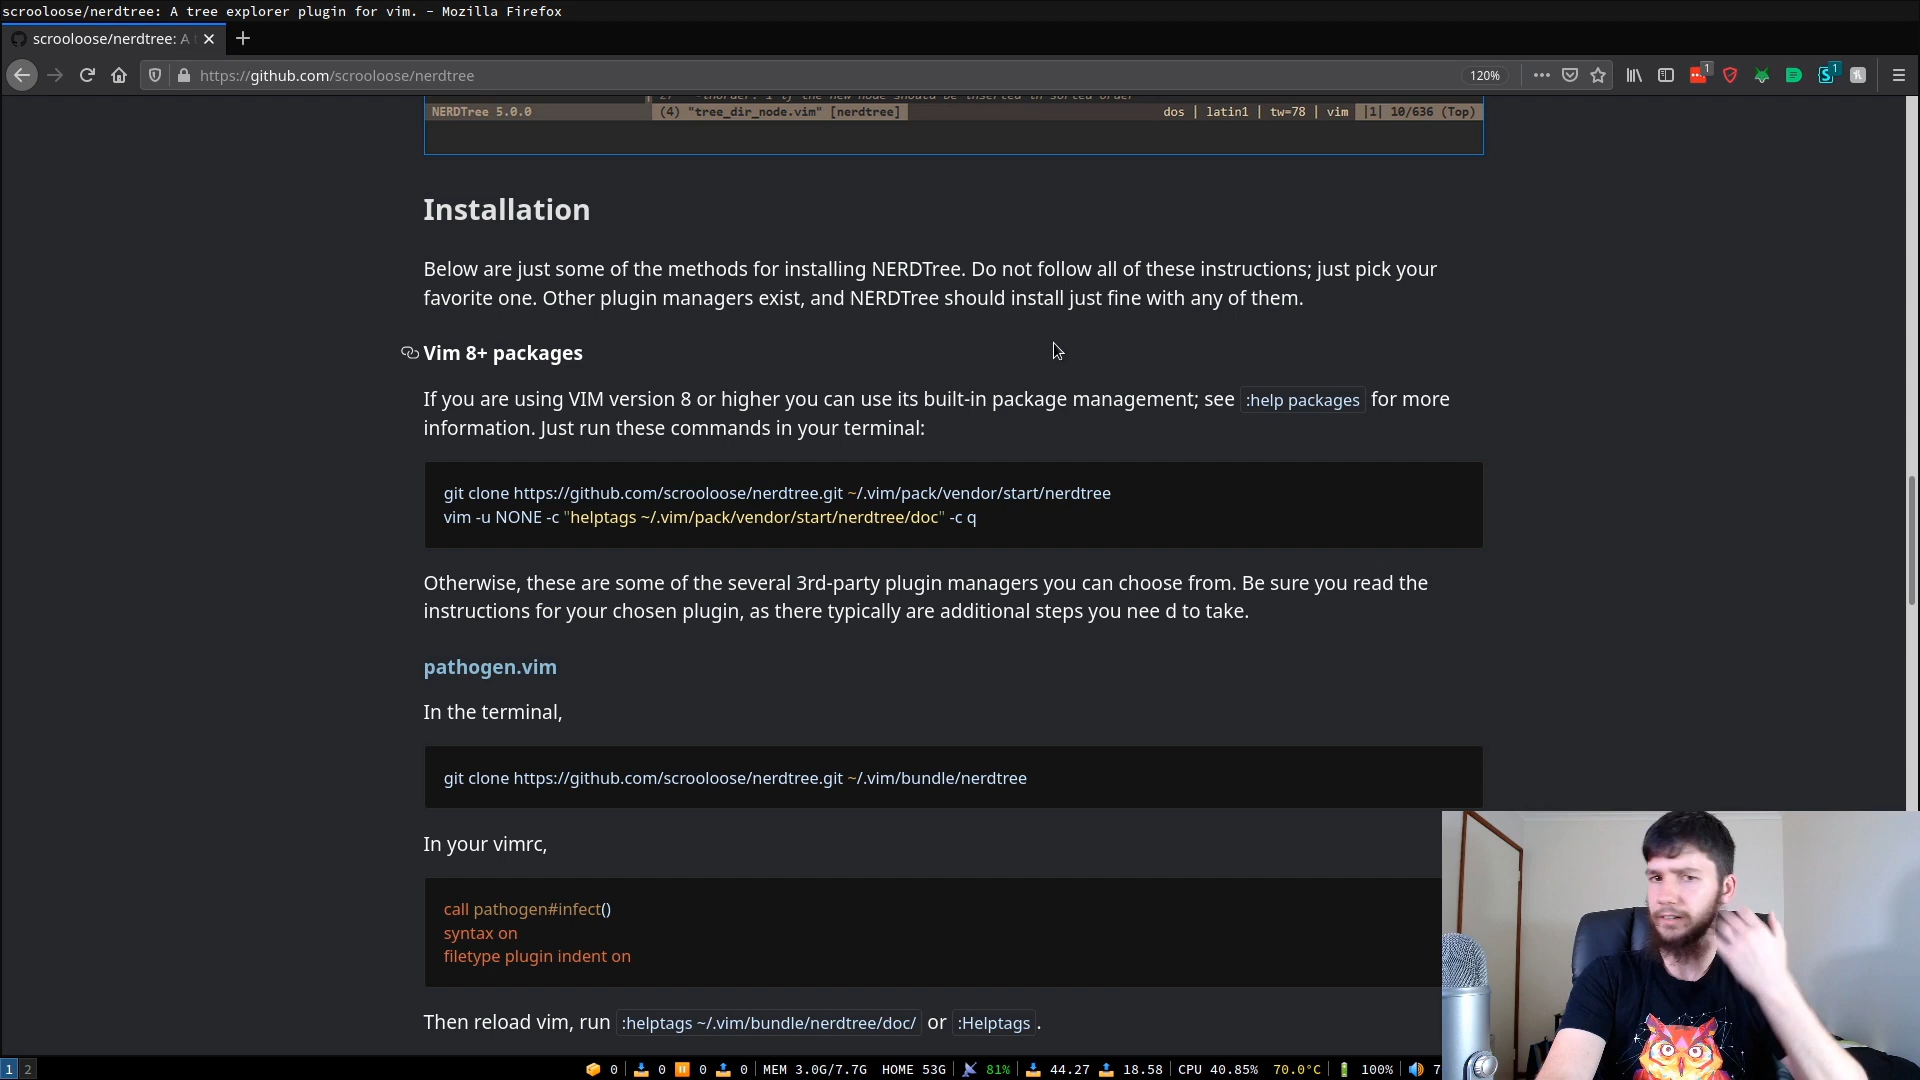 scrooloose/nerdtree: A tree explorer plugin for vim. - Mozilla Firefox
scrooloose/nerdtree: A
https://github.com/scrooloose/nerdtree
120%
1
1
NERDTree 5.0.0
(4) "tree_dir_node.vim" [nerdtree]
dos | latin1 | tw=78 | vim |1| 10/636 (Top)
Installation
Below are just some of the methods for installing NERDTree. Do not follow all of these instructions; just pick your
favorite one. Other plugin managers exist, and NERDTree should install just fine with any of them.
Vim 8+ packages
If you are using VIM version 8 or higher you can use its built-in package management; see :help packages for more
information. Just run these commands in your terminal:
git clone https://github.com/scrooloose/nerdtree.git ~/.vim/pack/vendor/start/nerdtree
vim -u NONE -c "helptags ~/.vim/pack/vendor/start/nerdtree/doc" -c q
Otherwise, these are some of the several 3rd-party plugin managers you can choose from. Be sure you read the
instructions for your chosen plugin, as there typically are additional steps you nee d to take.
pathogen.vim
In the terminal,
git clone https://github.com/scrooloose/nerdtree.git ~/.vim/bundle/nerdtree
In your vimrc,
call pathogen#infect()
syntax on
filetype plugin indent on
Then reload vim, run :helptags ~/.vim/bundle/nerdtree/doc/ or :Helptags.
1 2
0 | 0 0 0 | MEM 3.0G/7.7G HOME 53G | 81% | 44.27 18.58 | CPU 40.85% 70.0°C | 100% | 7